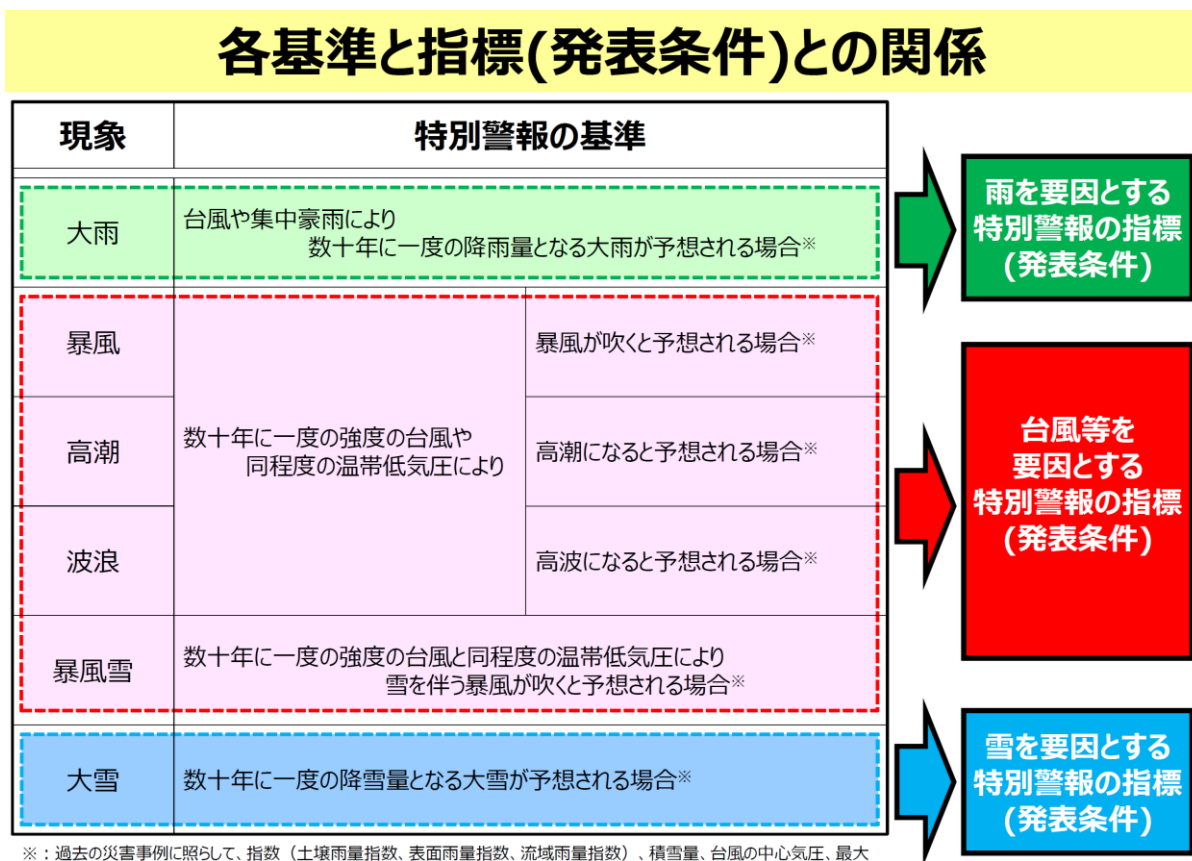 各基準と指標(発表条件)との関係
現象
特別警報の基準
大雨
台風や集中豪雨により
数十年に一度の降雨量となる大雨が予想される場合※
暴風
数十年に一度の強度の台風や
同程度の温帯低気圧により
暴風が吹くと予想される場合※
高潮
高潮になると予想される場合※
波浪
高波になると予想される場合※
暴風雪
数十年に一度の強度の台風と同程度の温帯低気圧により
雪を伴う暴風が吹くと予想される場合※
大雪
数十年に一度の降雪量となる大雪が予想される場合※
雨を要因とする
特別警報の指標
(発表条件)
台風等を
要因とする
特別警報の指標
(発表条件)
雪を要因とする
特別警報の指標
(発表条件)
※：過去の災害事例に照らして、指数（土壌雨量指数、表面雨量指数、流域雨量指数）、積雪量、台風の中心気圧、最大